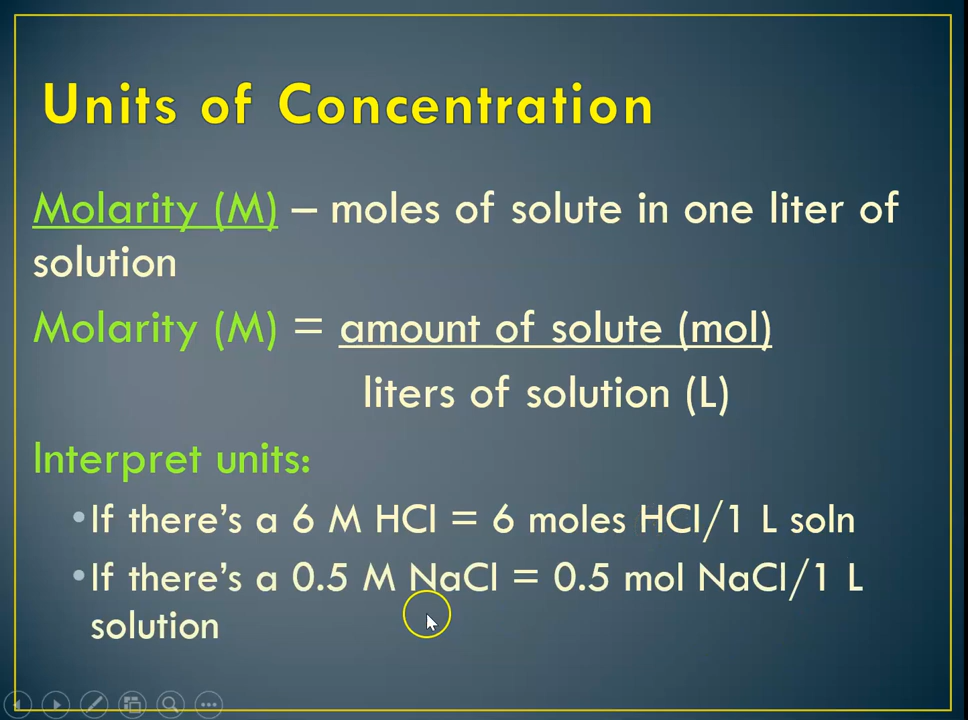 Units of Concentration
Molarity (M) – moles of solute in one liter of
solution
Molarity (M) = amount of solute (mol)
liters of solution (L)
Interpret units:
•If there's a 6 M HCl = 6 moles HCl/1 L soln
•If there's a 0.5 M NaCl = 0.5 mol NaCl/1 L
solution